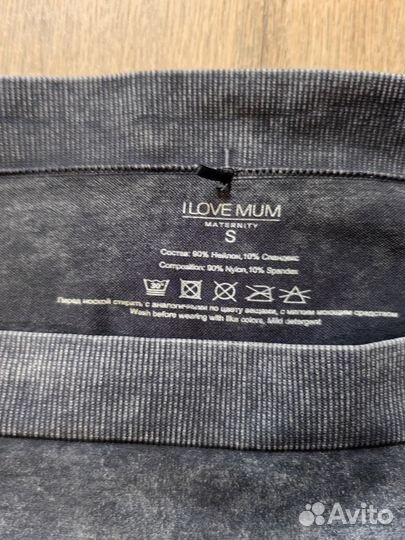 I LOVE MUM
MATERNITY
S
Состав: 90% Нейлон, 10% Спандекс
Composition: 90% Nylon, 10% Spandex
30°
Перед ноской стирать с аналогичными по цвету вещами, с мягким моющим средством
Wash before wearing with like colors, Mild detergent
Avito